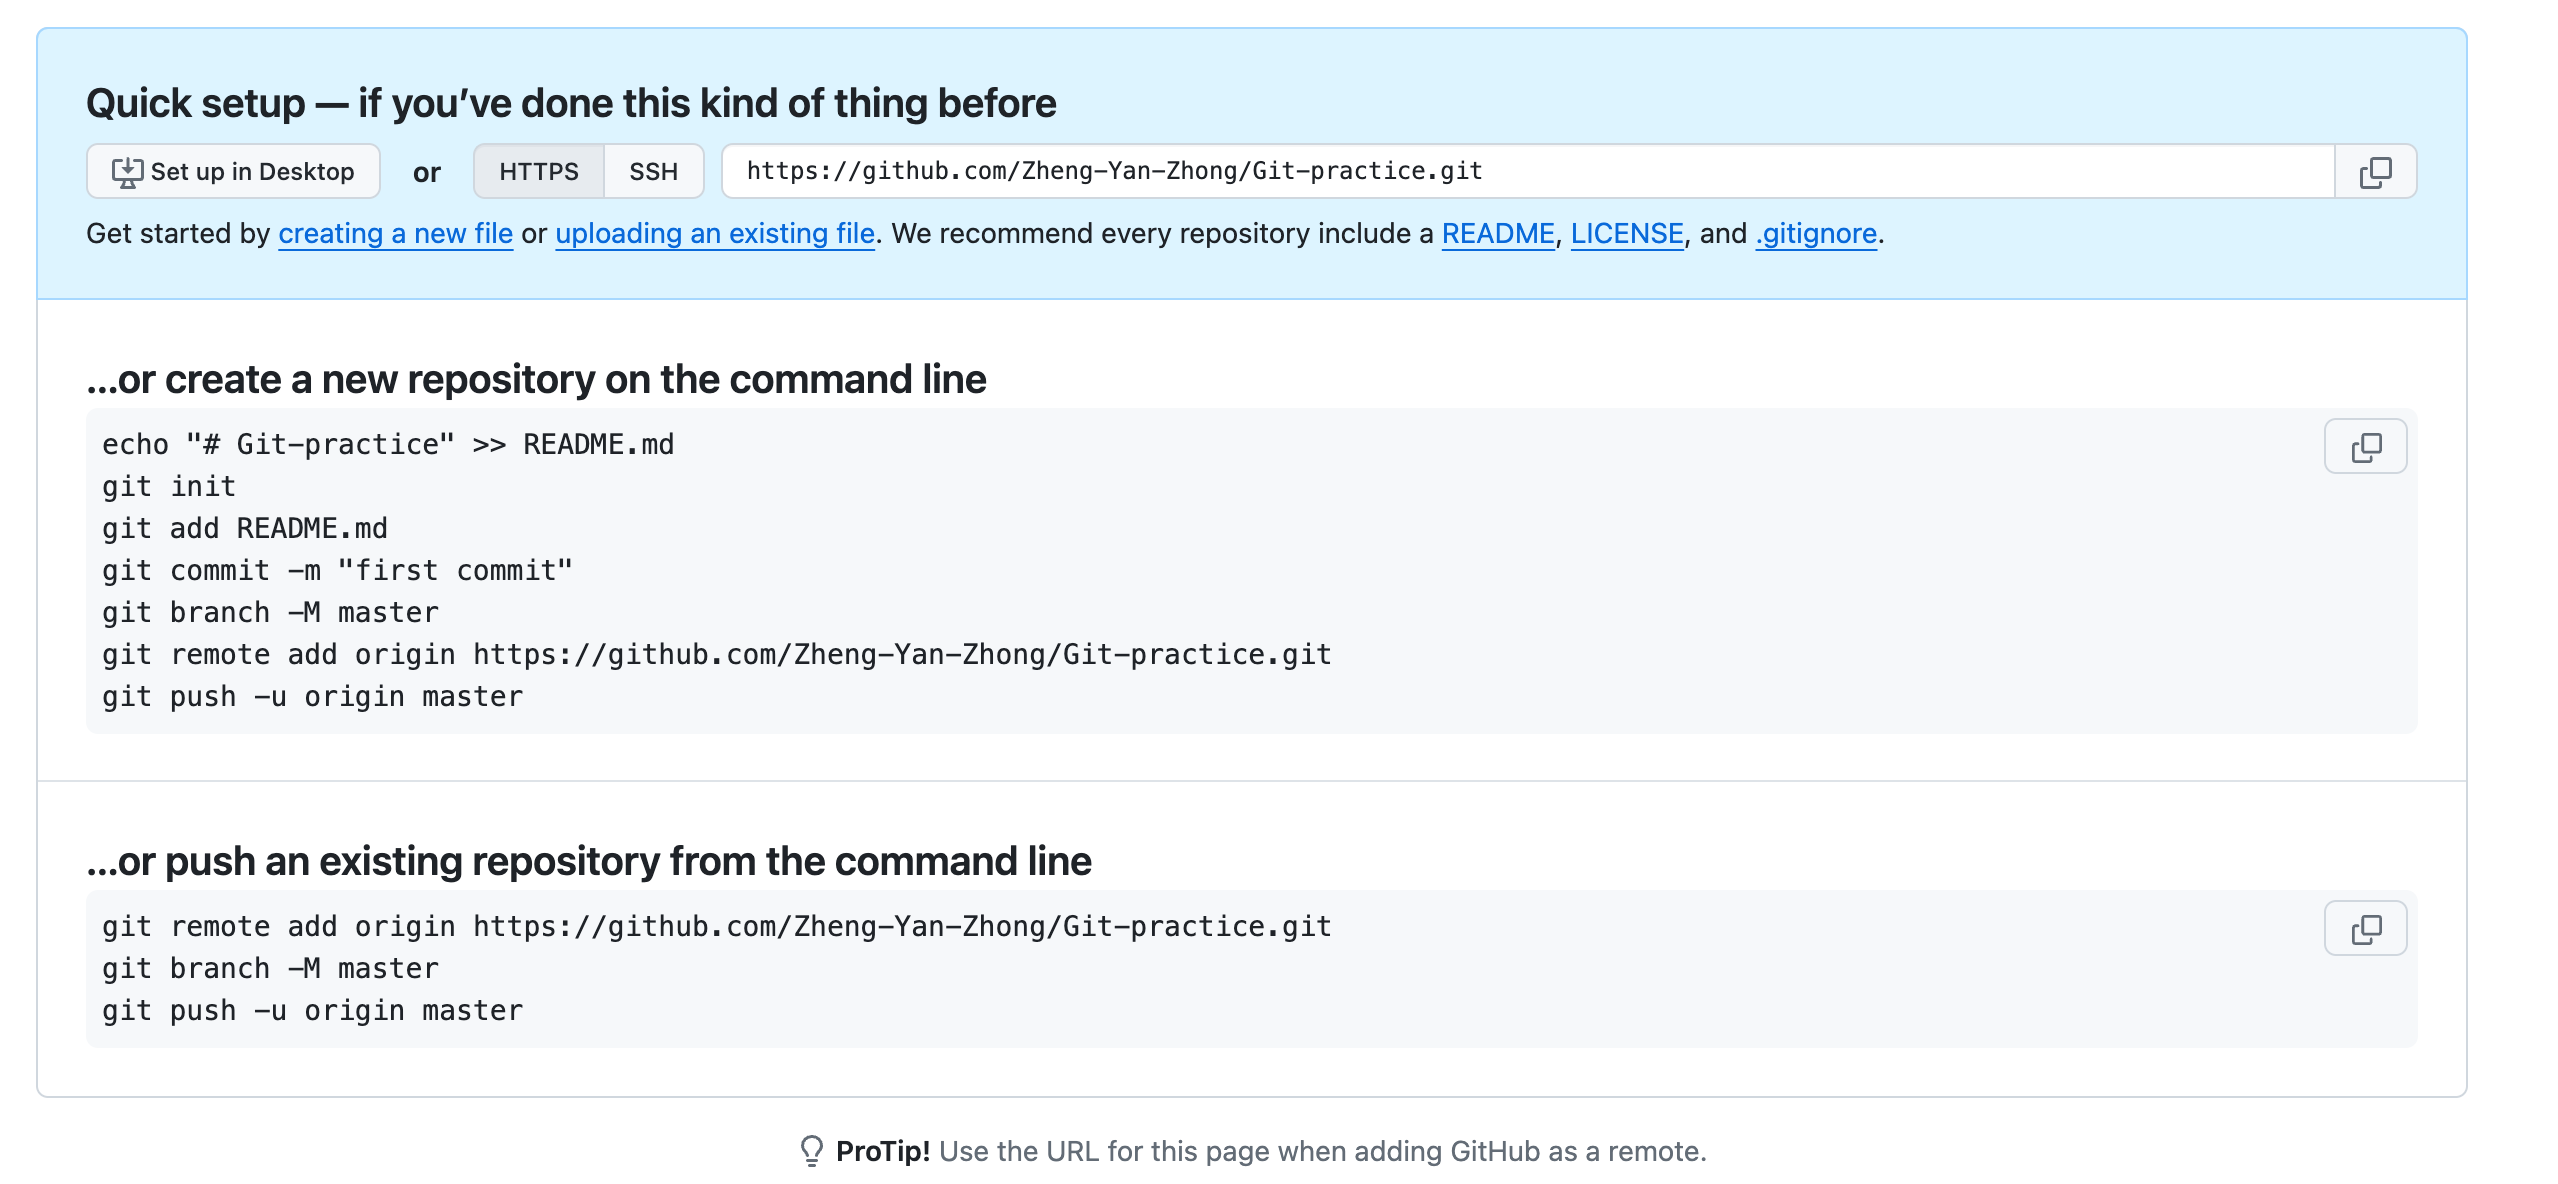 Quick setup — if you’ve done this kind of thing before
Set up in Desktop or HTTPS SSH https://github.com/Zheng-Yan-Zhong/Git-practice.git
Get started by creating a new file or uploading an existing file. We recommend every repository include a README, LICENSE, and .gitignore.
…or create a new repository on the command line
echo "# Git-practice" >> README.md
git init
git add README.md
git commit -m "first commit"
git branch -M master
git remote add origin https://github.com/Zheng-Yan-Zhong/Git-practice.git
git push -u origin master
…or push an existing repository from the command line
git remote add origin https://github.com/Zheng-Yan-Zhong/Git-practice.git
git branch -M master
git push -u origin master
ProTip! Use the URL for this page when adding GitHub as a remote.